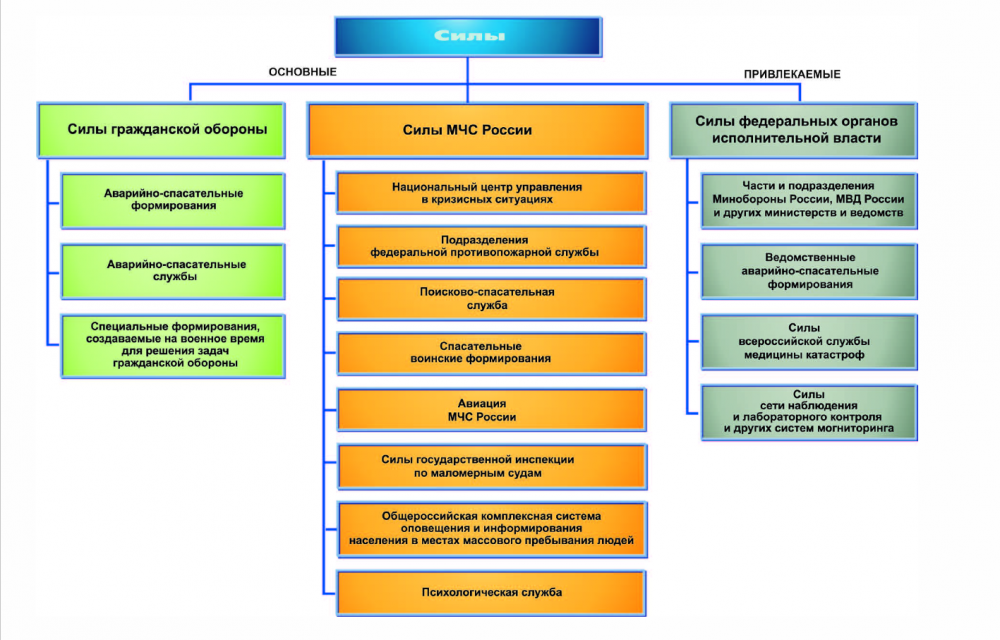 Силы
ОСНОВНЫЕ
ПРИВЛЕКАЕМЫЕ
Силы гражданской обороны
Аварийно-спасательные
формирования
Аварийно-спасательные
службы
Специальные формирования,
создаваемые на военное время
для решения задач
гражданской обороны
Силы МЧС России
Национальный центр управления
в кризисных ситуациях
Подразделения
федеральной противопожарной службы
Поисково-спасательная
служба
Спасательные
воинские формирования
Авиация
МЧС России
Силы государственной инспекции
по маломерным судам
Общероссийская комплексная система
оповещения и информирования
населения в местах массового пребывания людей
Психологическая служба
Силы федеральных органов
исполнительной власти
Части и подразделения
Минобороны России, МВД России
и других министерств и ведомств
Ведомственные
аварийно-спасательные
формирования
Силы
всероссийской службы
медицины катастроф
Силы
сети наблюдения
и лабораторного контроля
и других систем могниторинга